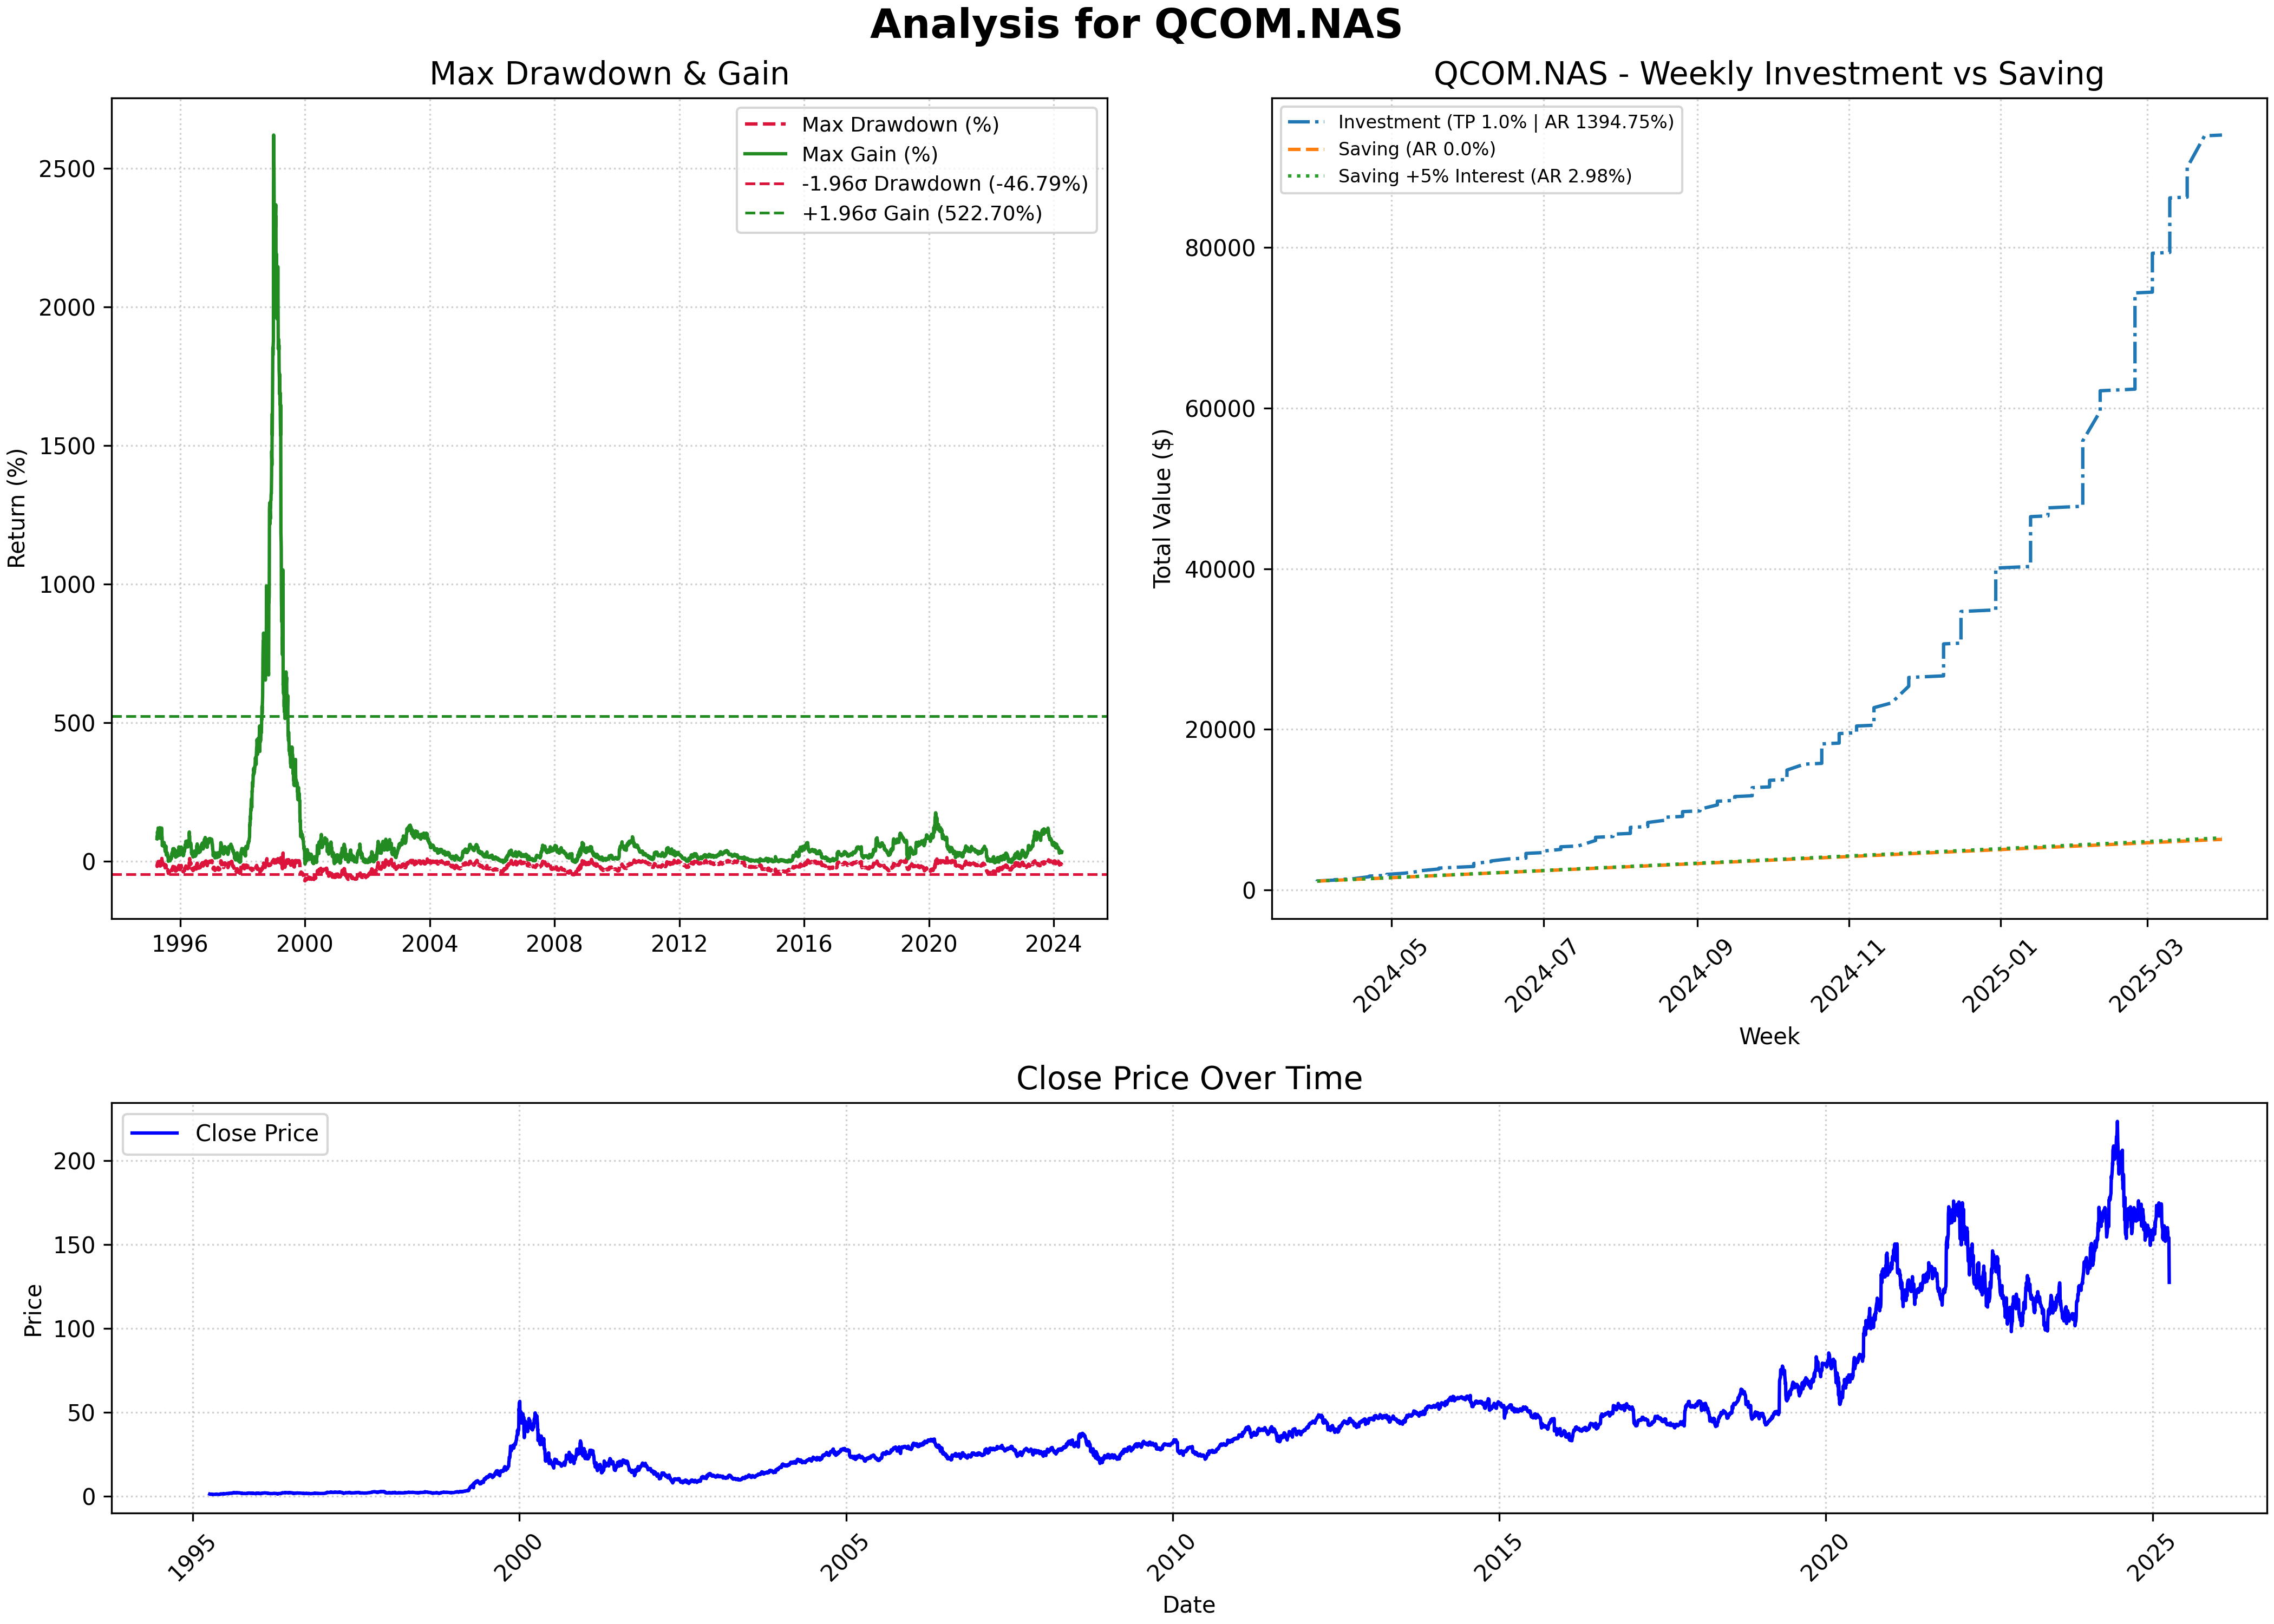 Analysis for QCOM.NAS
Max Drawdown & Gain
Max Drawdown (%)
Max Gain (%)
-1.96σ Drawdown (-46.79%)
+1.96σ Gain (522.70%)
Return (%)
2500
2000
1500
1000
500
0
1996 2000 2004 2008 2012 2016 2020 2024
QCOM.NAS - Weekly Investment vs Saving
Investment (TP 1.0% | AR 1394.75%)
Saving (AR 0.0%)
Saving +5% Interest (AR 2.98%)
Total Value ($)
80000
60000
40000
20000
0
2024-05 2024-07 2024-09 2024-11 2025-01 2025-03
Week
Close Price Over Time
Close Price
Price
200
150
100
50
0
1995 2000 2005 2010 2015 2020 2025
Date